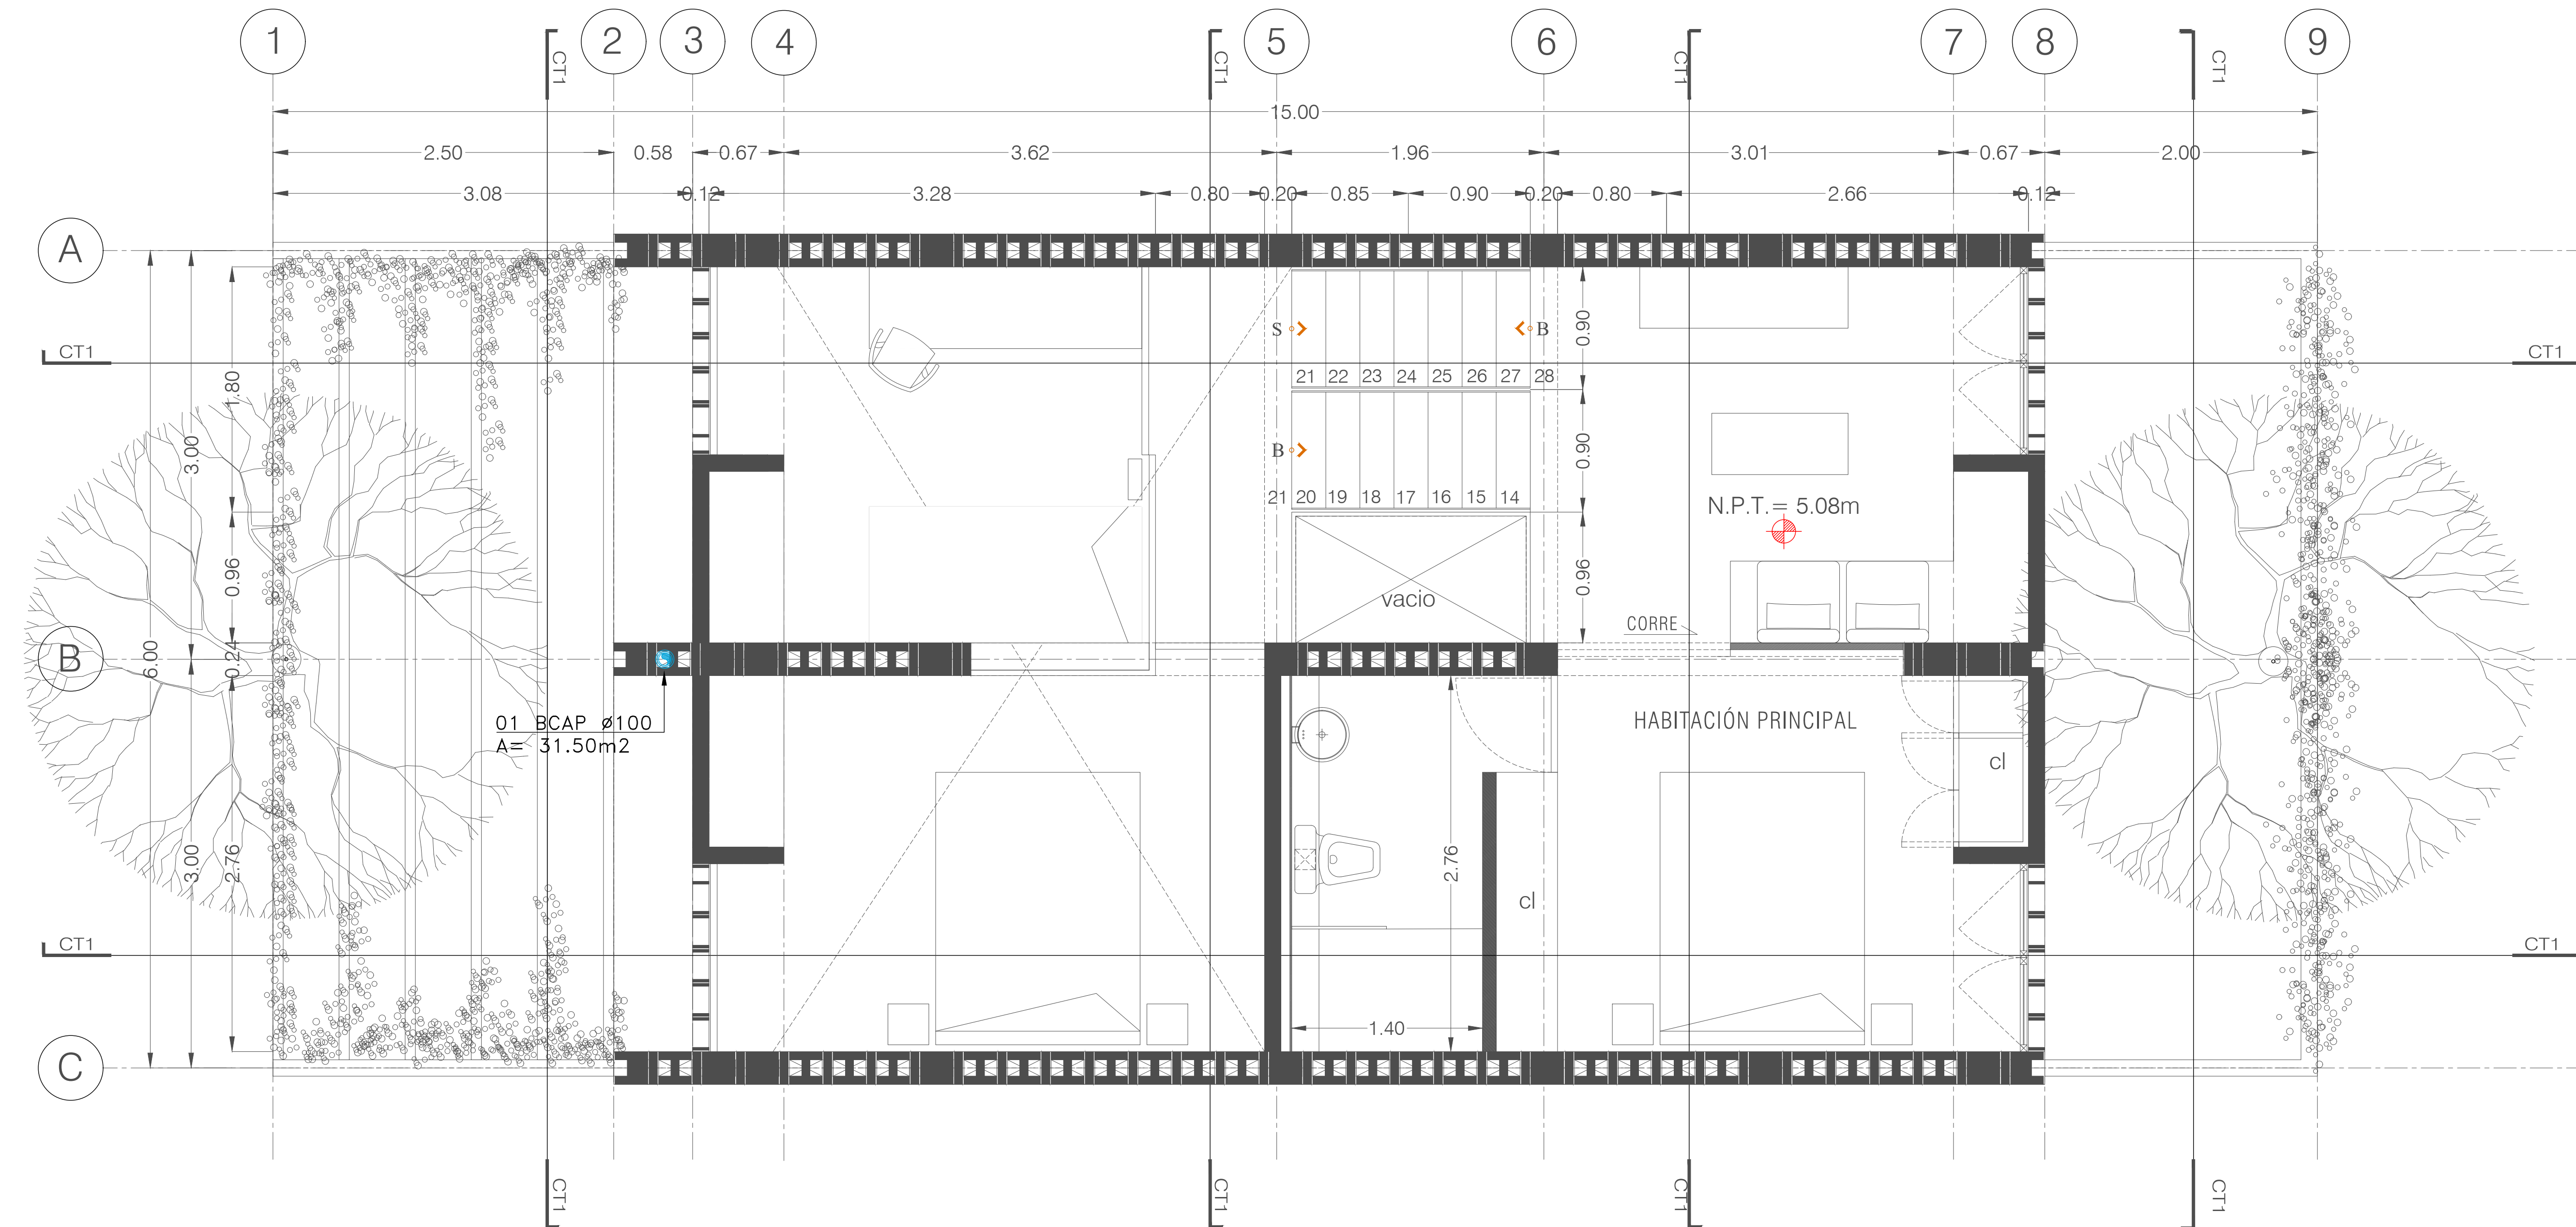 1 2 3 4 5 6 7 8 9
CT1 CT1 CT1 CT1
15.00
2.50 0.58 0.67 3.62 1.96 3.01 0.67 2.00
3.08 0.12 3.28 0.80 0.20 0.85 0.90 0.20 0.80 2.66 0.12
A
S B
0.90
CT1 CT1
21 22 23 24 25 26 27 28
1.80
3.00
B
0.90
21 20 19 18 17 16 15 14
N.P.T.= 5.08m
0.96
0.96
vacio
CORRE
B
6.00
0.24
01 BCAP ø100
A= 31.50m2
HABITACIÓN PRINCIPAL
cl
3.00
2.76
2.76
cl
CT1 CT1
1.40
C
CT1 CT1 CT1 CT1